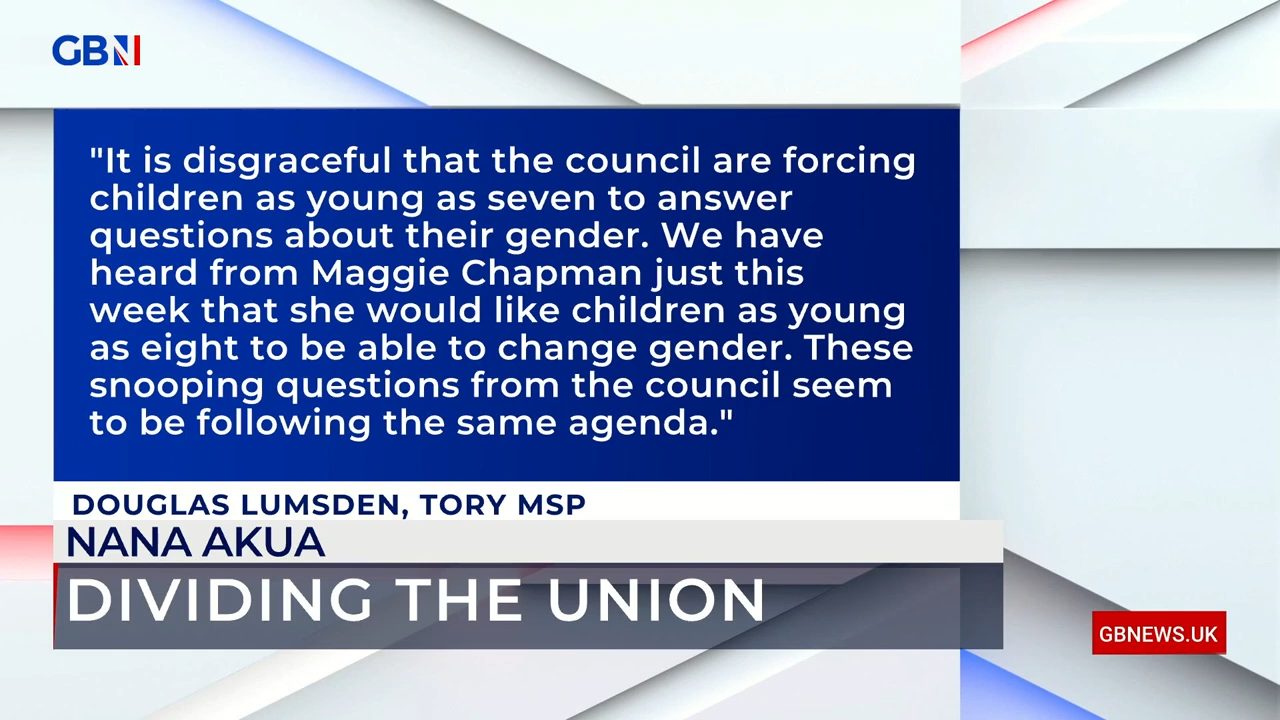 GBN
"It is disgraceful that the council are forcing
children as young as seven to answer
questions about their gender. We have
heard from Maggie Chapman just this
week that she would like children as young
as eight to be able to change gender. These
snooping questions from the council seem
to be following the same agenda."
DOUGLAS LUMSDEN, TORY MSP
NANA AKUA
DIVIDING THE UNION
GBNEWS.UK